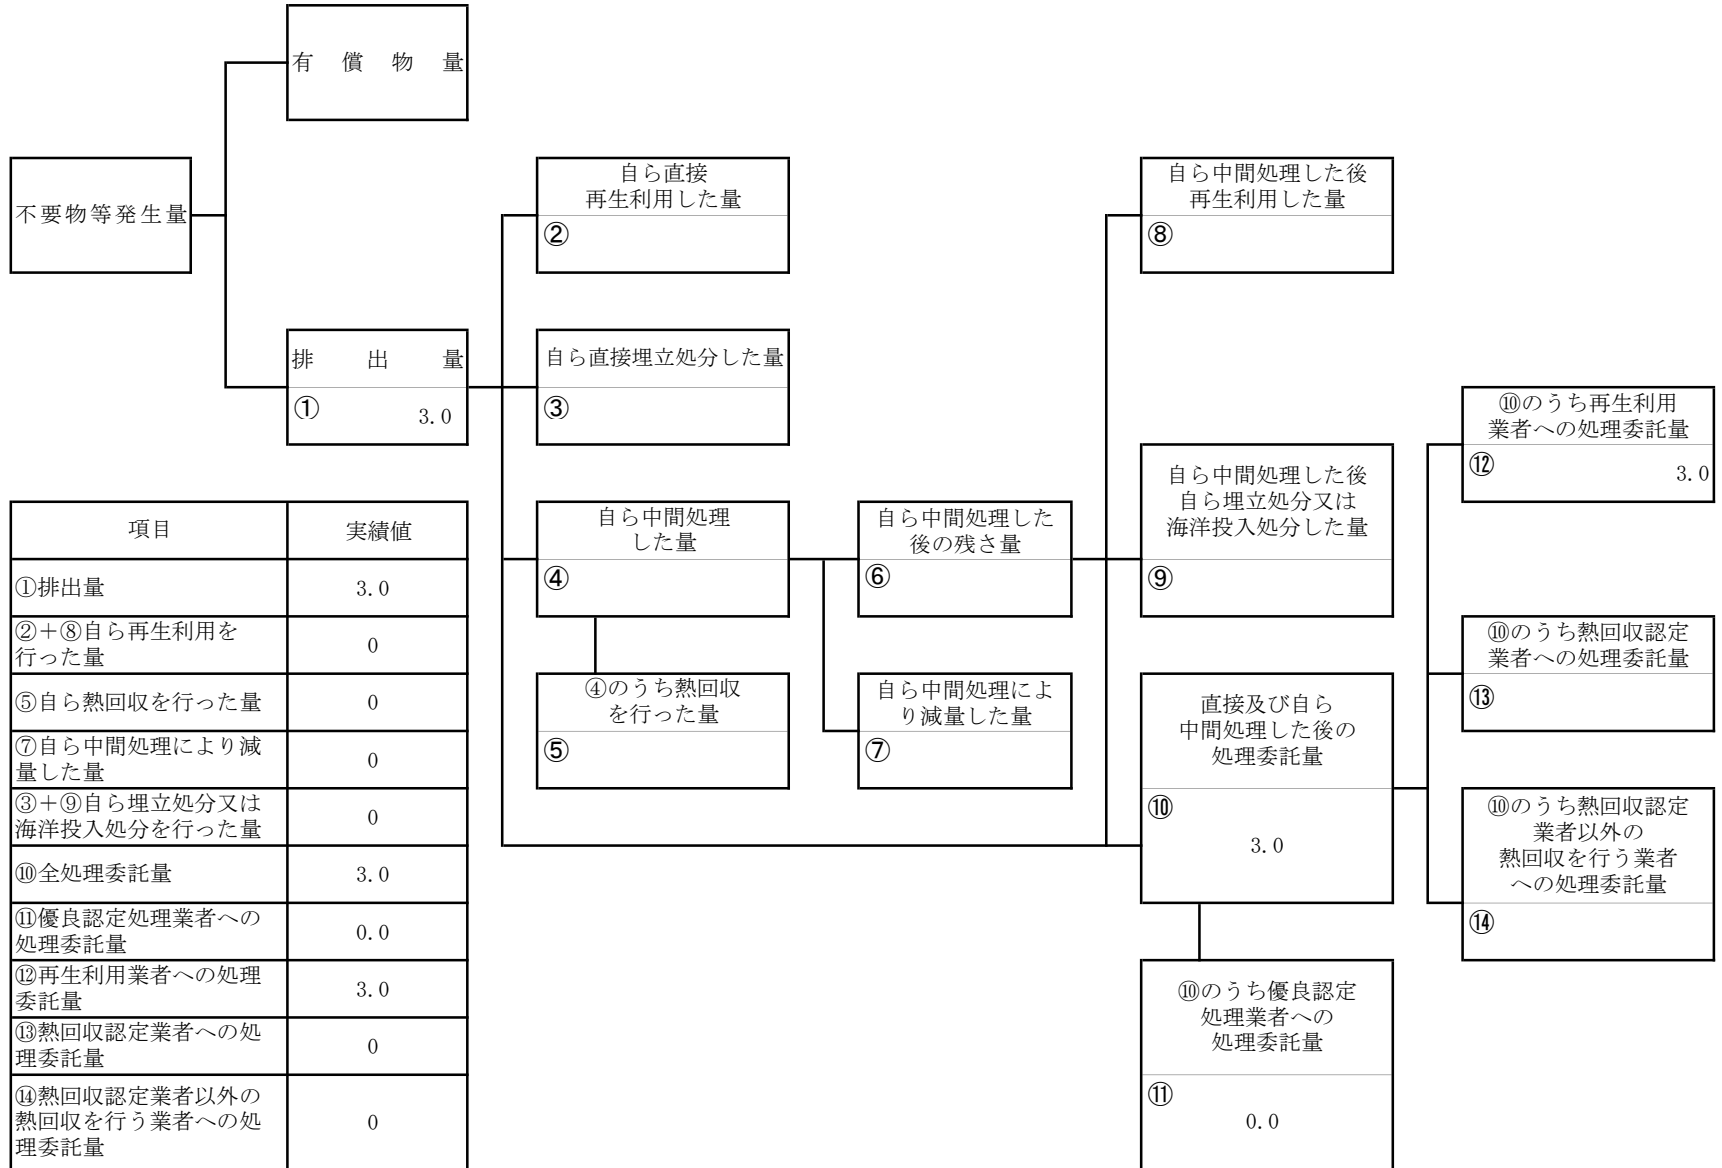 有償物量
不要物等発生量
自ら直接
再生利用した量
②
自ら中間処理した後
再生利用した量
⑧
排出量
①
3.0
自ら直接埋立処分した量
③
⑩のうち再生利用
業者への処理委託量
⑫
3.0
自ら中間処理した後
自ら埋立処分又は
海洋投入処分した量
⑨
自ら中間処理
した量
④
自ら中間処理した
後の残さ量
⑥
⑩のうち熱回収認定
業者への処理委託量
⑬
④のうち熱回収
を行った量
⑤
自ら中間処理によ
り減量した量
⑦
直接及び自ら
中間処理した後の
処理委託量
⑩
3.0
⑩のうち熱回収認定
業者以外の
熱回収を行う業者
への処理委託量
⑭
⑩のうち優良認定
処理業者への
処理委託量
⑪
0.0
項目 実績値
①排出量 3.0
②+⑧自ら再生利用を
行った量 0
⑤自ら熱回収を行った量 0
⑦自ら中間処理により減
量した量 0
③+⑨自ら埋立処分又は
海洋投入処分を行った量 0
⑩全処理委託量 3.0
⑪優良認定処理業者への
処理委託量 0.0
⑫再生利用業者への処理
委託量 3.0
⑬熱回収認定業者への処
理委託量 0
⑭熱回収認定業者以外の
熱回収を行う業者への処
理委託量 0